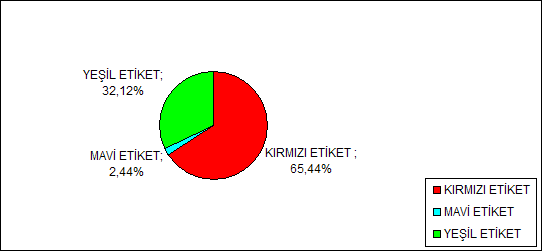 YEŞİL ETİKET;
32,12%
MAVİ ETİKET;
2,44%
KIRMIZI ETİKET ;
65,44%
KIRMIZI ETİKET
MAVİ ETİKET
YEŞİL ETİKET